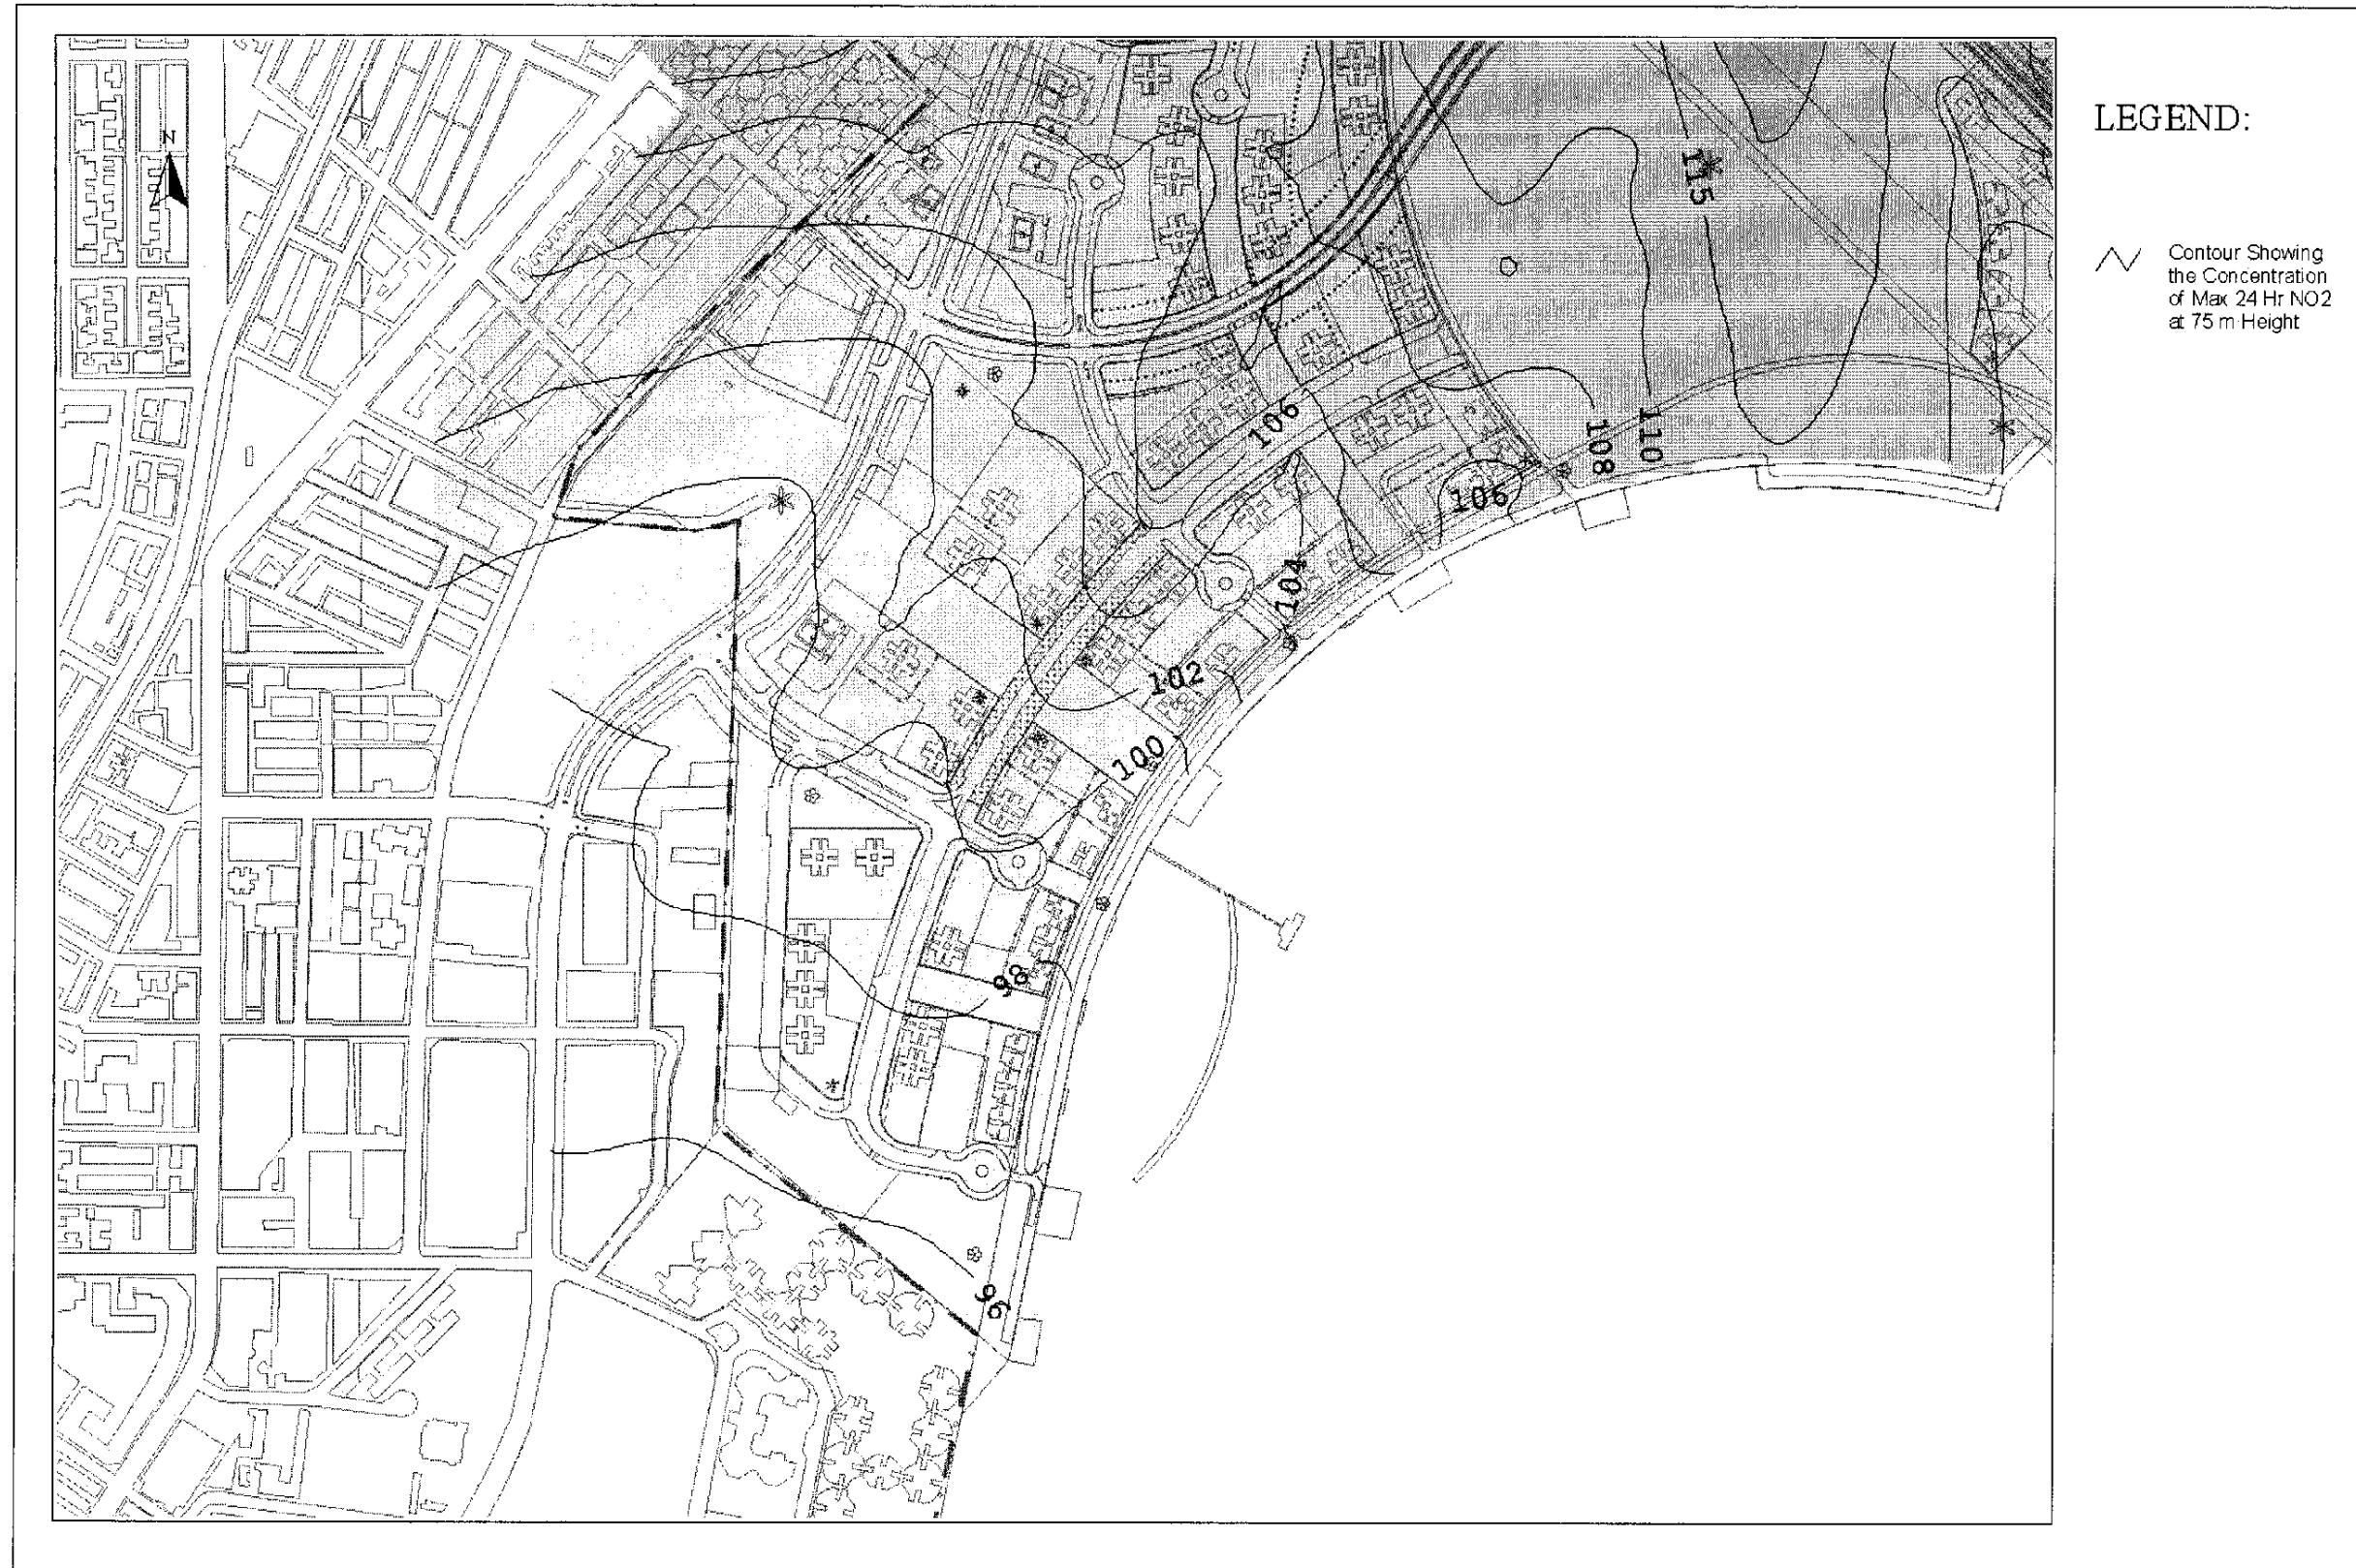 N
LEGEND:
Contour Showing
the Concentration
of Max 24 Hr NO2
at 75 m Height
115
106
108
110
106
104
102
100
98
96